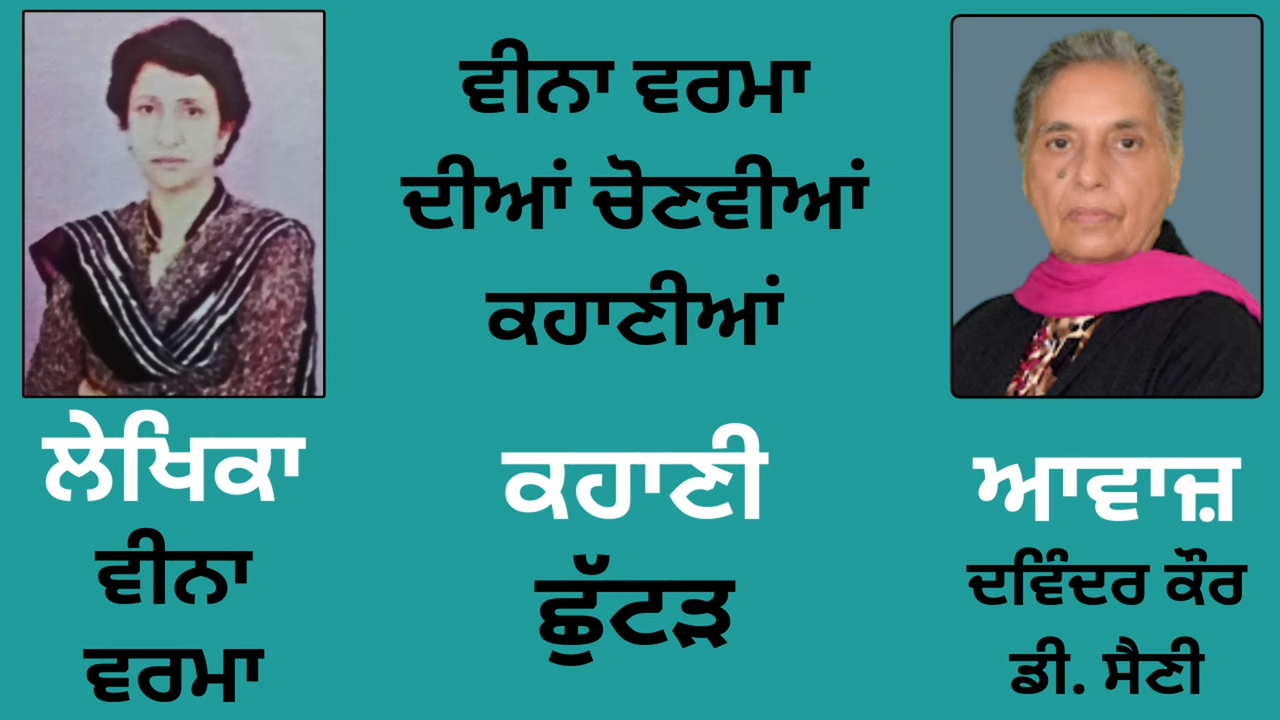 ਵੀਨਾ ਵਰਮਾ
ਦੀਆਂ ਚੋਣਵੀਆਂ
ਕਹਾਣੀਆਂ
ਲੇਖਿਕਾ
ਵੀਨਾ
ਵਰਮਾ
ਕਹਾਣੀ
ਛੁੱਟੜ
ਆਵਾਜ਼
ਦਵਿੰਦਰ ਕੌਰ
ਡੀ. ਸੈਣੀ